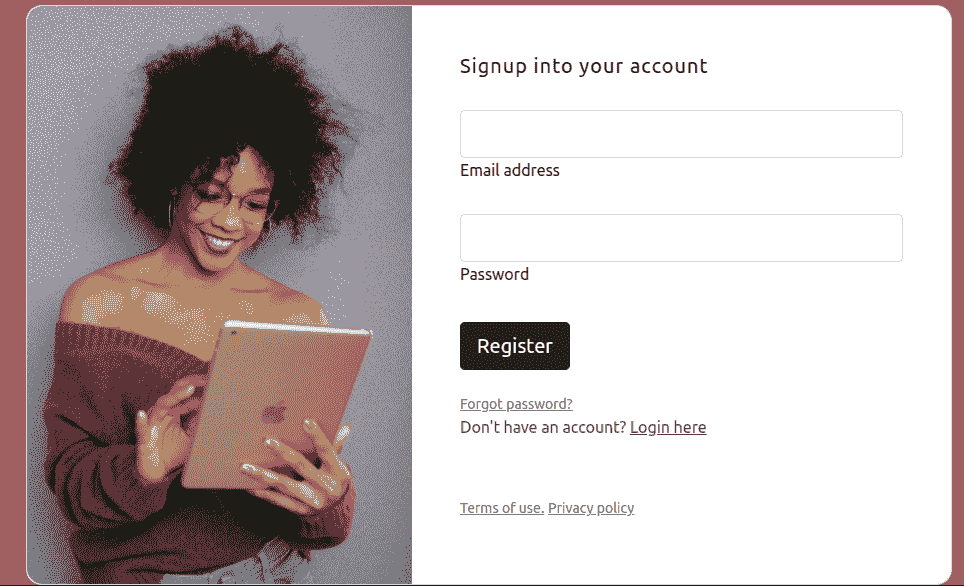 Signup into your account
Email address
Password
Register
Forgot password?
Don't have an account? Login here
Terms of use. Privacy policy